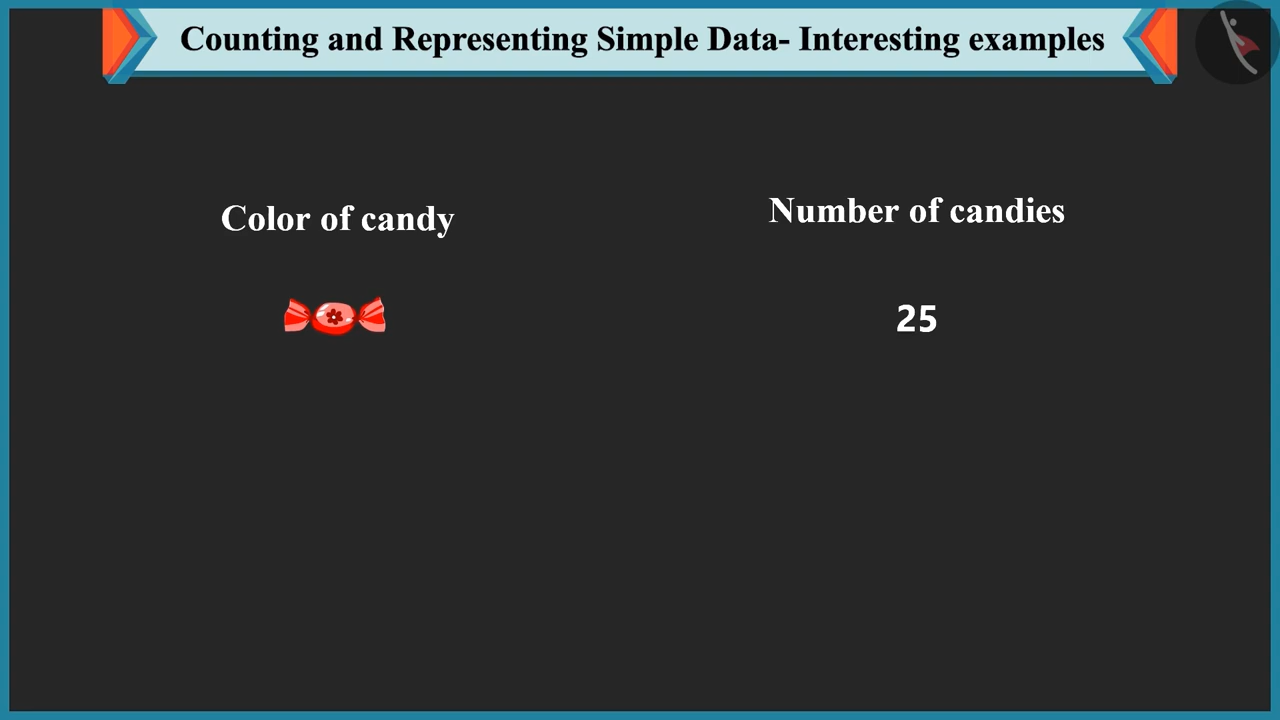 Counting and Representing Simple Data- Interesting examples
Color of candy
Number of candies
25